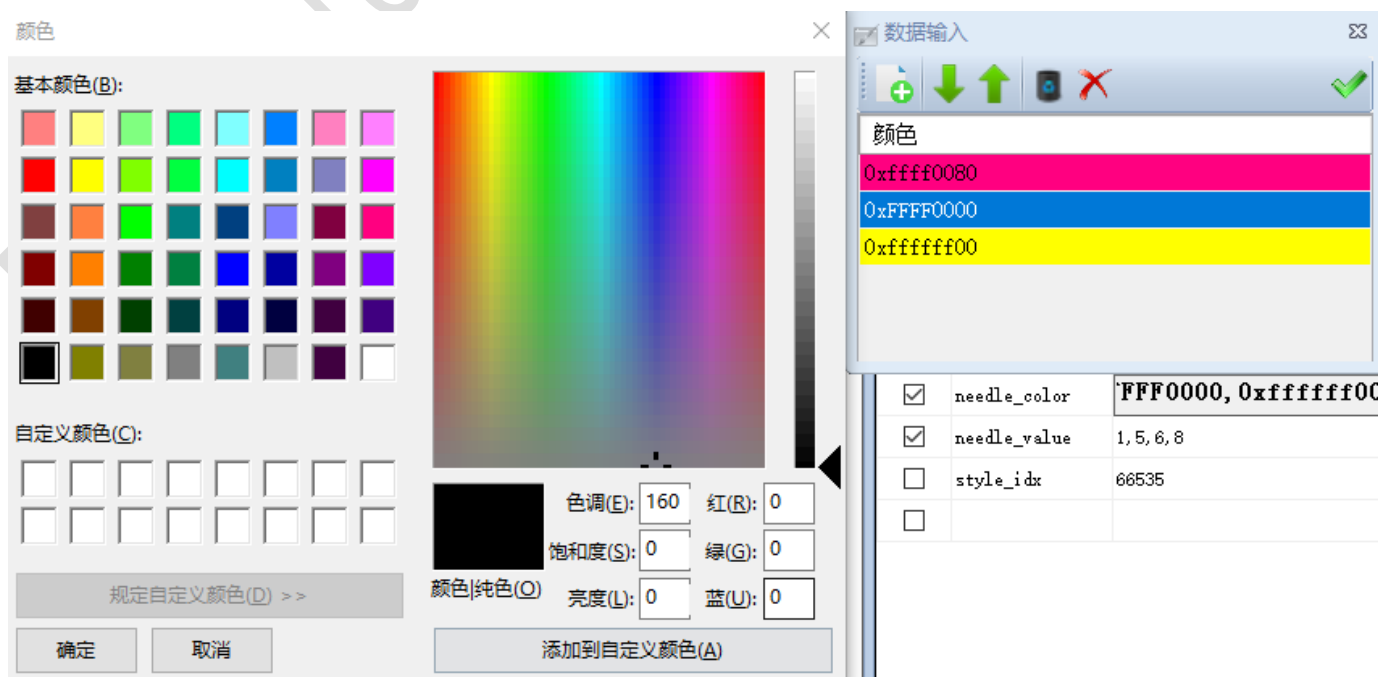 颜色
基本颜色(B):
自定义颜色(C):
规定自定义颜色(D) >>
确定 取消
色调(E): 160 红(R): 0
饱和度(S): 0 绿(G): 0
颜色|纯色(O) 亮度(L): 0 蓝(U): 0
添加到自定义颜色(A)
数据输入
颜色
0xffff0080
0xFFFF0000
0xffffff00
needle_color FFF0000, 0xffffff00
needle_value 1,5,6,8
style_idx 66535